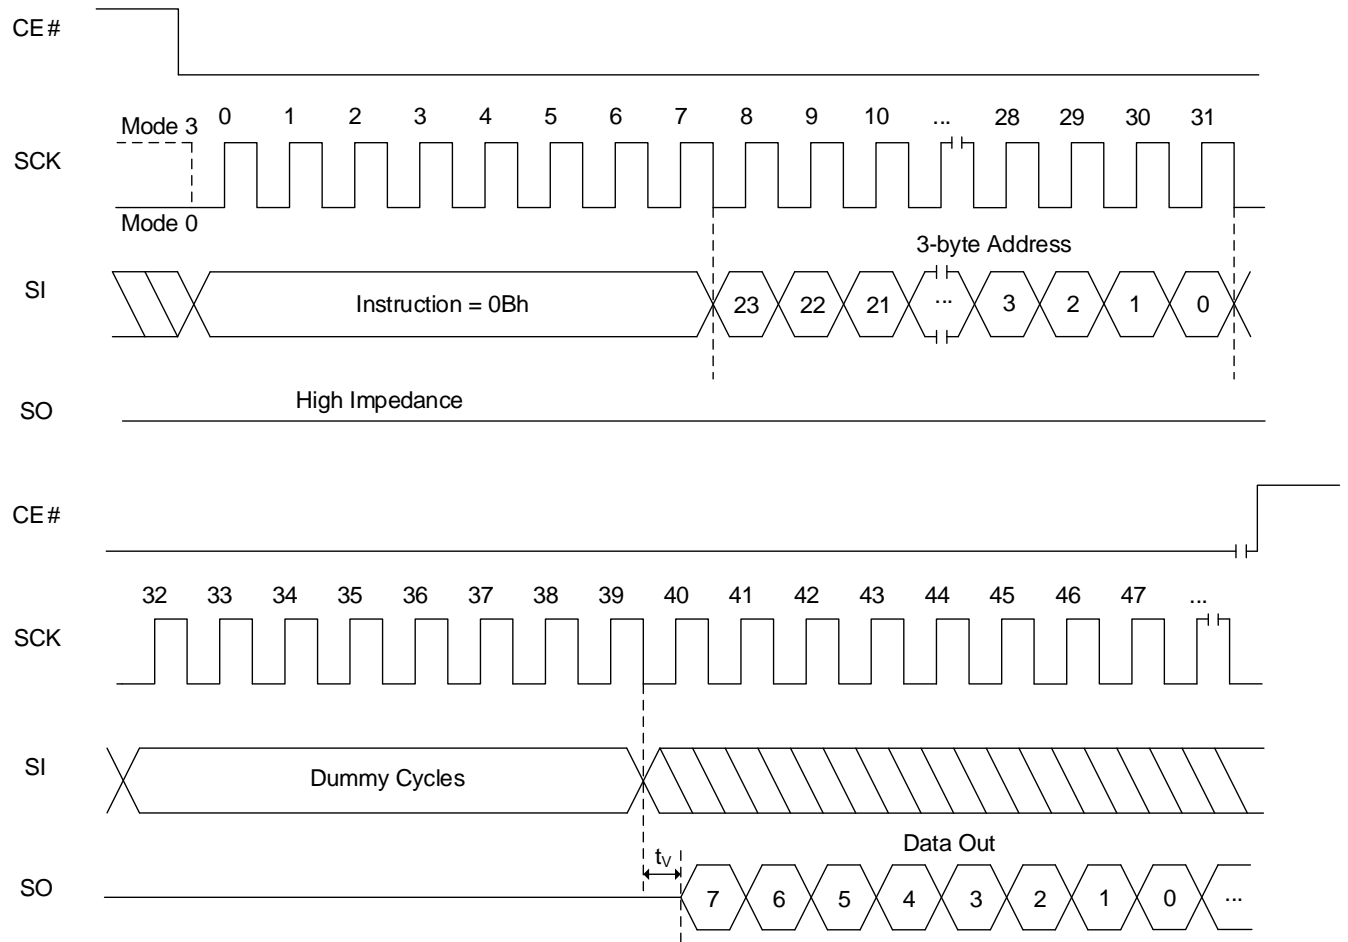 CE#
Mode 3 0 1 2 3 4 5 6 7 8 9 10 ... 28 29 30 31
SCK
Mode 0
3-byte Address
SI Instruction = 0Bh 23 22 21 ... 3 2 1 0
High Impedance
SO
CE#
32 33 34 35 36 37 38 39 40 41 42 43 44 45 46 47 ...
SCK
SI Dummy Cycles
Data Out
tV
SO 7 6 5 4 3 2 1 0 ...